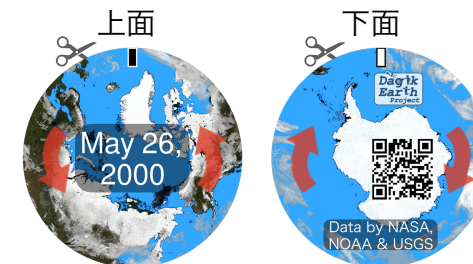 上面
下面
May 26,
2000
Dagik
Earth
Project
Data by NASA,
NOAA & USGS